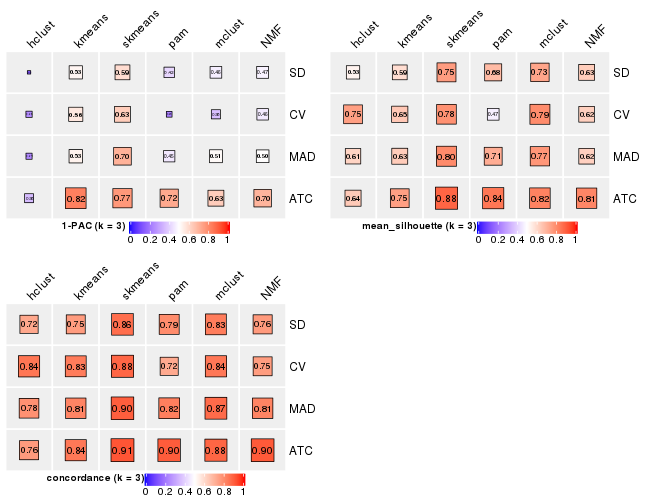 hclust kmeans skmeans pam mclust NMF
0.53 0.59 0.42 0.46 0.47 SD
0.56 0.63 0.46 CV
0.53 0.70 0.45 0.51 0.50 MAD
0.82 0.77 0.72 0.63 0.70 ATC
1-PAC (k = 3)
0 0.2 0.4 0.6 0.8 1
hclust kmeans skmeans pam mclust NMF
0.53 0.59 0.75 0.68 0.73 0.63 SD
0.75 0.65 0.78 0.47 0.79 0.62 CV
0.61 0.63 0.80 0.71 0.77 0.62 MAD
0.64 0.75 0.88 0.84 0.82 0.81 ATC
mean_silhouette (k = 3)
0 0.2 0.4 0.6 0.8 1
hclust kmeans skmeans pam mclust NMF
0.72 0.75 0.86 0.79 0.83 0.76 SD
0.84 0.83 0.88 0.72 0.84 0.75 CV
0.78 0.81 0.90 0.82 0.87 0.81 MAD
0.76 0.84 0.91 0.90 0.88 0.90 ATC
concordance (k = 3)
0 0.2 0.4 0.6 0.8 1